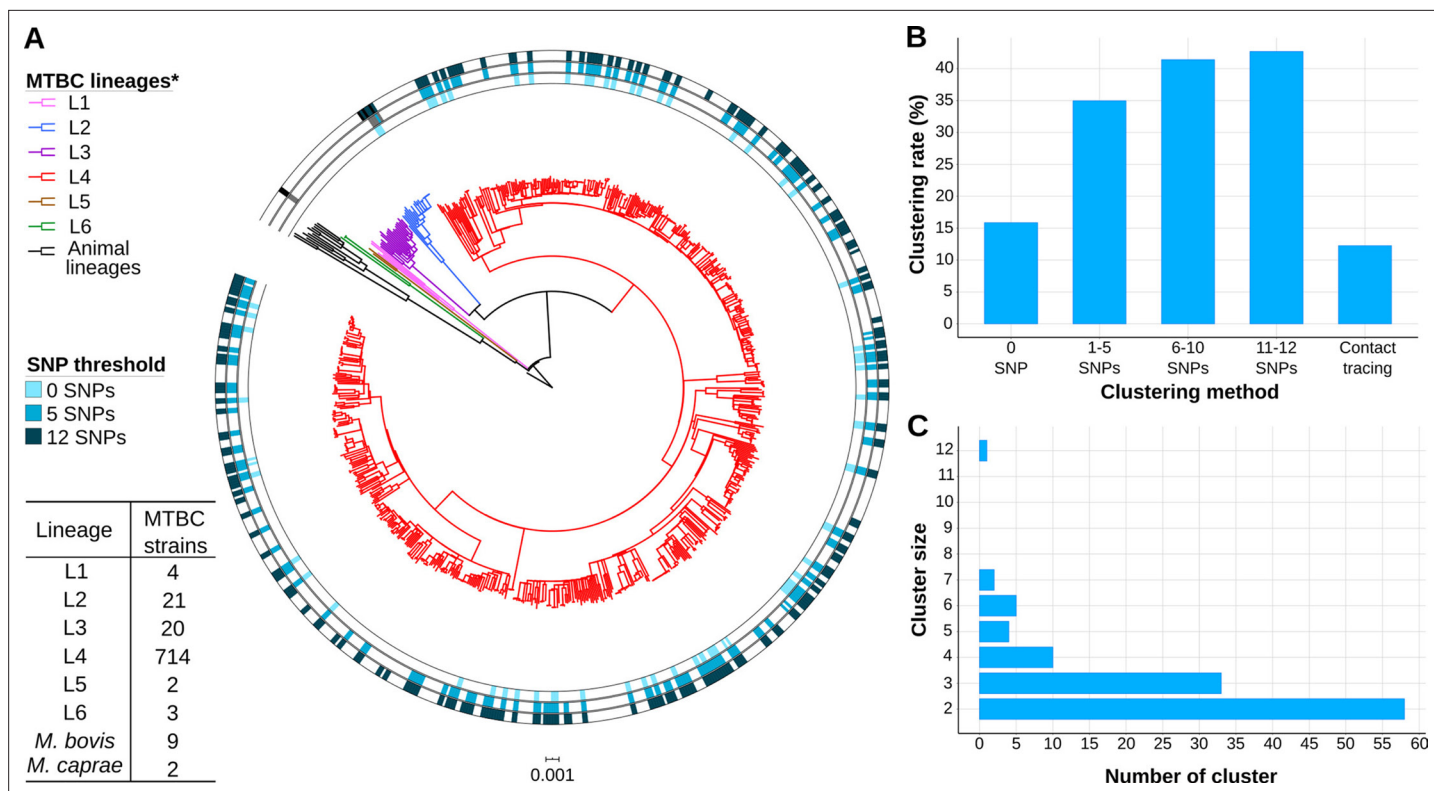 A
MTBC lineages*
L1
L2
L3
L4
L5
L6
Animal
lineages
SNP threshold
0 SNPs
5 SNPs
12 SNPs
Lineage
MTBC
strains
L1 4
L2 21
L3 20
L4 714
L5 2
L6 3
M. bovis 9
M. caprae 2
0.001
B
Clustering rate (%)
40
35
30
25
20
15
10
5
0
0
SNP
1-5
SNPs
6-10
SNPs
11-12
SNPs
Contact
tracing
Clustering method
C
Cluster size
12
11
10
9
8
7
6
5
4
3
2
0 5 10 15 20 25 30 35 40 45 50 55 60
Number of cluster